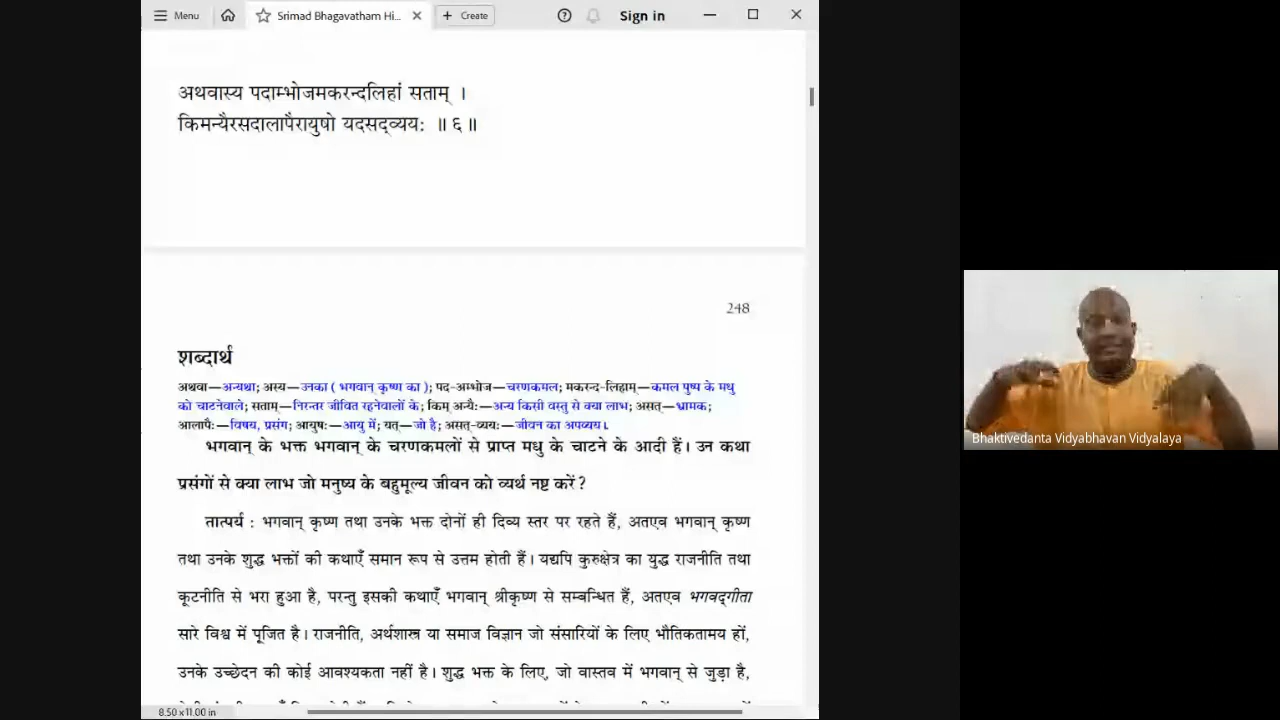 Menu
Srimad Bhagavatham Hi...
Create
Sign in
अथवास्य पदाम्भोजमकरन्दलिहां सताम् ।
किमन्यैरसदालापैरायुषो यदसद्व्ययः ॥ ६॥
248
शब्दार्थ
अथवा—अन्यथा; अस्य—उनका ( भगवान् कृष्ण का ); पद-अम्भोज—चरणकमल; मकरन्द-लिहाम्—कमल पुष्प के मधु
को चाटनेवाले; सताम्—निरन्तर जीवित रहनेवालों के; किम् अन्यैः—अन्य किसी वस्तु से क्या लाभ; असत्—भ्रामक;
आलापैः—विषय, प्रसंग; आयुषः—आयु में; यत्—जो है; असत्-व्ययः—जीवन का अपव्यय।
भगवान् के भक्त भगवान् के चरणकमलों से प्राप्त मधु के चाटने के आदी हैं। उन कथा
प्रसंगों से क्या लाभ जो मनुष्य के बहुमूल्य जीवन को व्यर्थ नष्ट करें?
तात्पर्य : भगवान् कृष्ण तथा उनके भक्त दोनों ही दिव्य स्तर पर रहते हैं, अतएव भगवान् कृष्ण
तथा उनके शुद्ध भक्तों की कथाएँ समान रूप से उत्तम होती हैं। यद्यपि कुरुक्षेत्र का युद्ध राजनीति तथा
कूटनीति से भरा हुआ है, परन्तु इसकी कथाएँ भगवान् श्रीकृष्ण से सम्बन्धित हैं, अतएव भगवद्गीता
सारे विश्व में पूजित है। राजनीति, अर्थशास्त्र या समाज विज्ञान जो संसारियों के लिए भौतिकतामय हों,
उनके उच्छेदन की कोई आवश्यकता नहीं है। शुद्ध भक्त के लिए, जो वास्तव में भगवान् से जुड़ा है,
8.50 x 11.00 in
Bhaktivedanta Vidyabhavan Vidyalaya